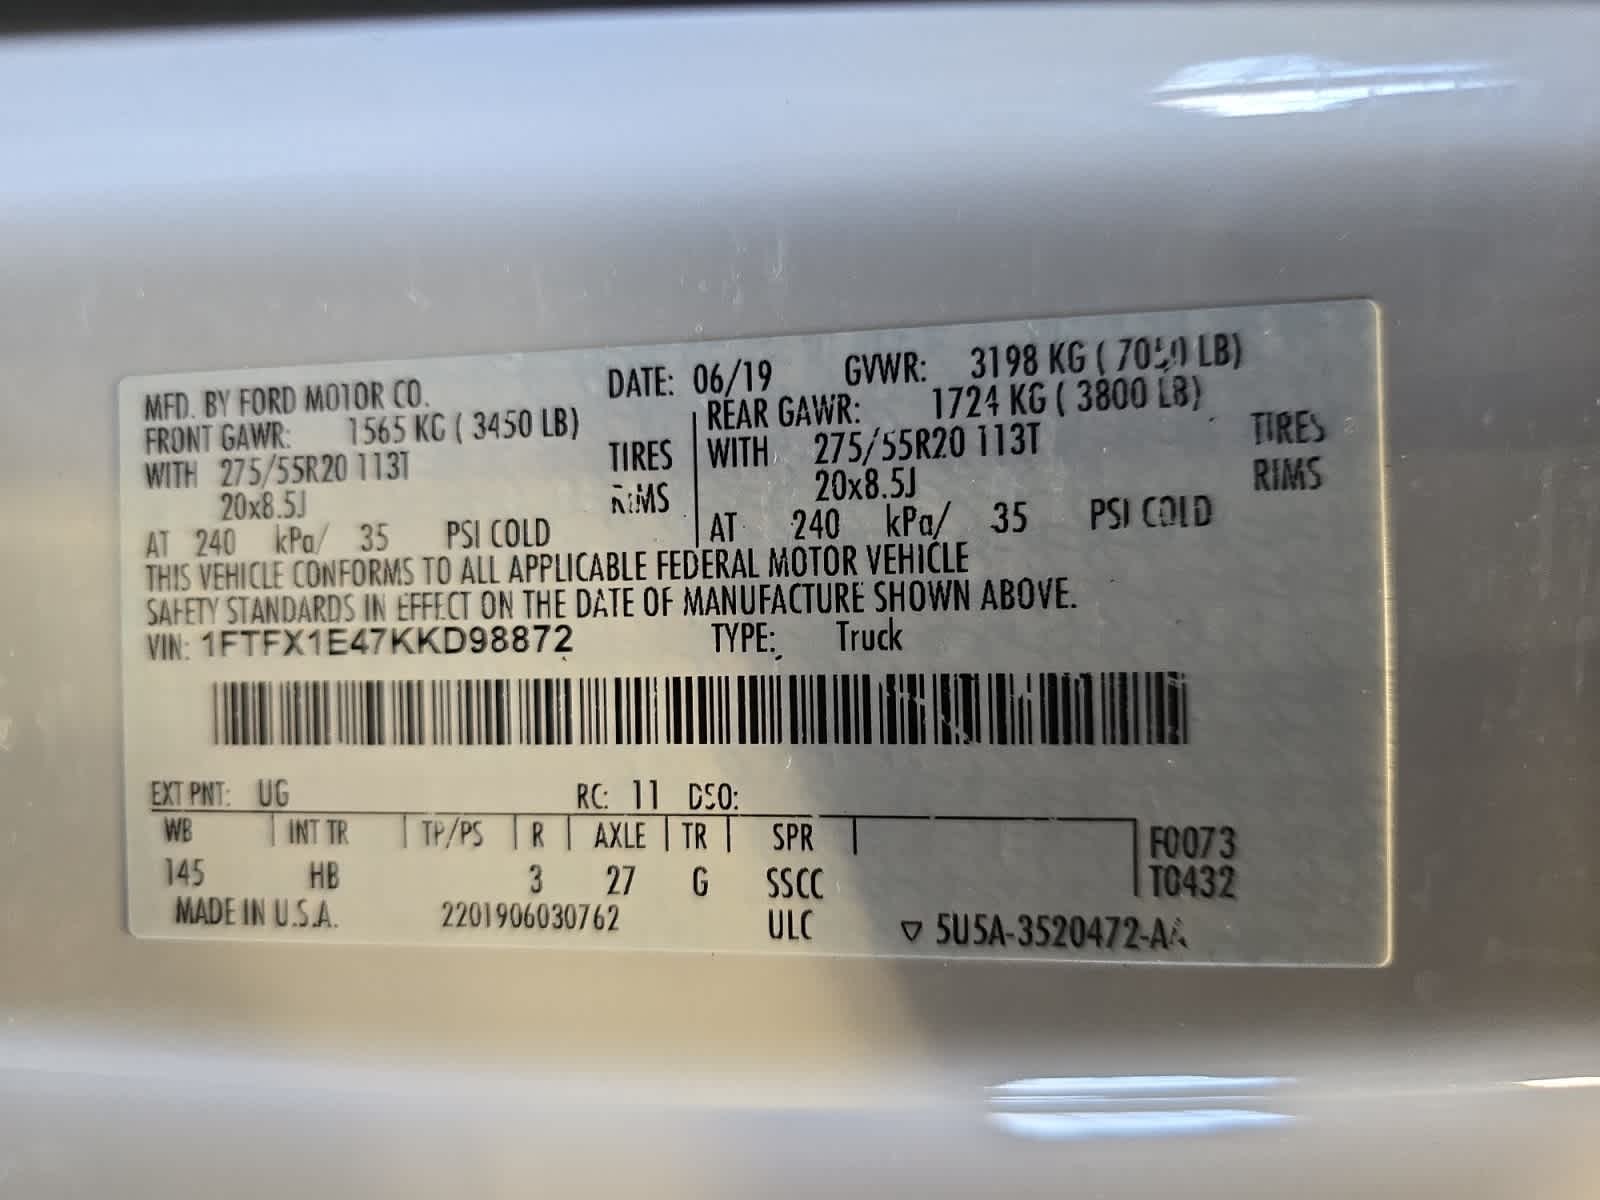 MFD. BY FORD MOTOR CO. DATE: 06/19 GVWR: 3198 KG ( 7050 LB)
FRONT GAWR: 1565 KG ( 3450 LB) REAR GAWR: 1724 KG ( 3800 LB)
WITH 275/55R20 113T TIRES WITH 275/55R20 113T TIRES
20x8.5J RIMS 20x8.5J RIMS
AT 240 kPa/ 35 PSI COLD AT 240 kPa/ 35 PSI COLD
THIS VEHICLE CONFORMS TO ALL APPLICABLE FEDERAL MOTOR VEHICLE
SAFETY STANDARDS IN EFFECT ON THE DATE OF MANUFACTURE SHOWN ABOVE.
VIN: 1FTFX1E47KKD98872 TYPE: Truck
EXT PNT: UG RC: 11 DSO:
WB INT TR TP/PS R AXLE TR SPR F0073
145 HB 3 27 G SSCC T0432
MADE IN U.S.A. 2201906030762 ULC ▽ 5U5A-3520472-AA